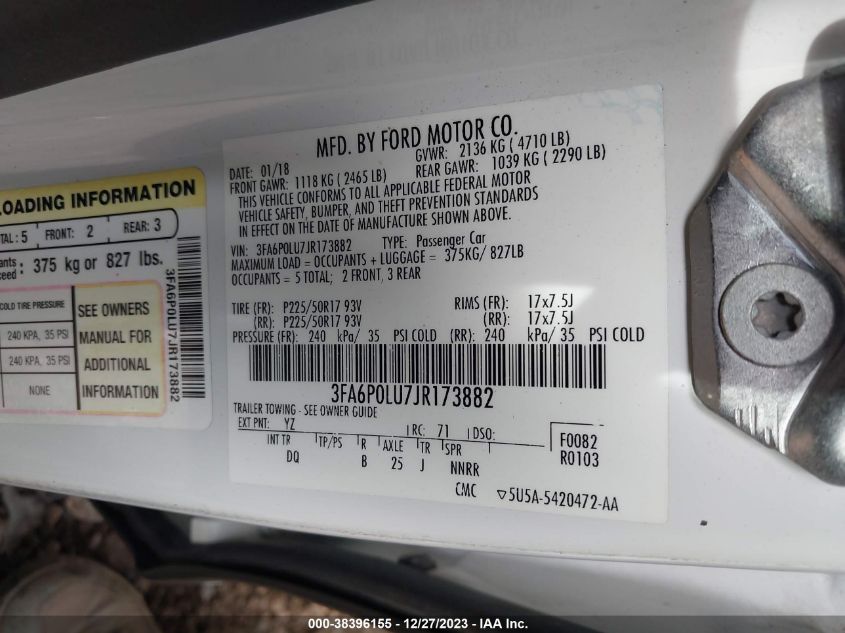 MFD. BY FORD MOTOR CO.
DATE: 01/18 GVWR: 2136 KG ( 4710 LB)
FRONT GAWR: 1118 KG ( 2465 LB) REAR GAWR: 1039 KG ( 2290 LB)
THIS VEHICLE CONFORMS TO ALL APPLICABLE FEDERAL MOTOR
VEHICLE SAFETY, BUMPER, AND THEFT PREVENTION STANDARDS
IN EFFECT ON THE DATE OF MANUFACTURE SHOWN ABOVE.
VIN: 3FA6P0LU7JR173882 TYPE: Passenger Car
MAXIMUM LOAD = OCCUPANTS + LUGGAGE = 375KG/ 827LB
OCCUPANTS = 5 TOTAL; 2 FRONT, 3 REAR
TIRE (FR): P225/50R17 93V RIMS (FR): 17x7.5J
(RR): P225/50R17 93V (RR): 17x7.5J
PRESSURE (FR): 240 kPa/ 35 PSI COLD (RR): 240 kPa/ 35 PSI COLD
3FA6P0LU7JR173882
TRAILER TOWING - SEE OWNER GUIDE
EXT PNT: YZ RC: 71 DSO:
INT TR TP/PS R AXLE TR SPR
DQ B 25 J NNRR
F0082
R0103
CMC ▽5U5A-5420472-AA
LOADING INFORMATION
TAL: 5 FRONT: 2 REAR: 3
375 kg or 827 lbs.
COLD TIRE PRESSURE
240 KPA, 35 PSI
240 KPA, 35 PSI
NONE
SEE OWNERS
MANUAL FOR
ADDITIONAL
INFORMATION
3FA6P0LU7JR173882
000-38396155 - 12/27/2023 - IAA Inc.